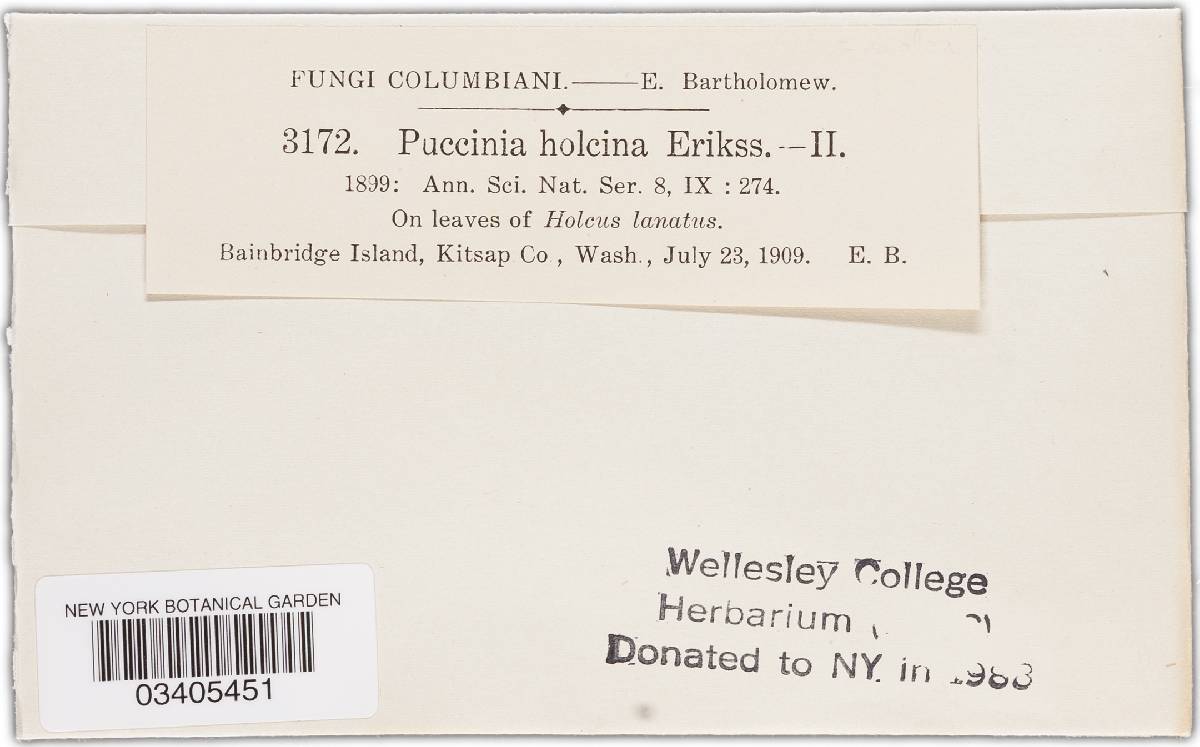 FUNGI COLUMBIANI.——E. Bartholomew.
3172. Puccinia holcina Erikss.—II.
1899: Ann. Sci. Nat. Ser. 8, IX : 274.
On leaves of Holcus lanatus.
Bainbridge Island, Kitsap Co., Wash., July 23, 1909. E. B.
Wellesley College
Herbarium
Donated to NY. in
NEW YORK BOTANICAL GARDEN
03405451